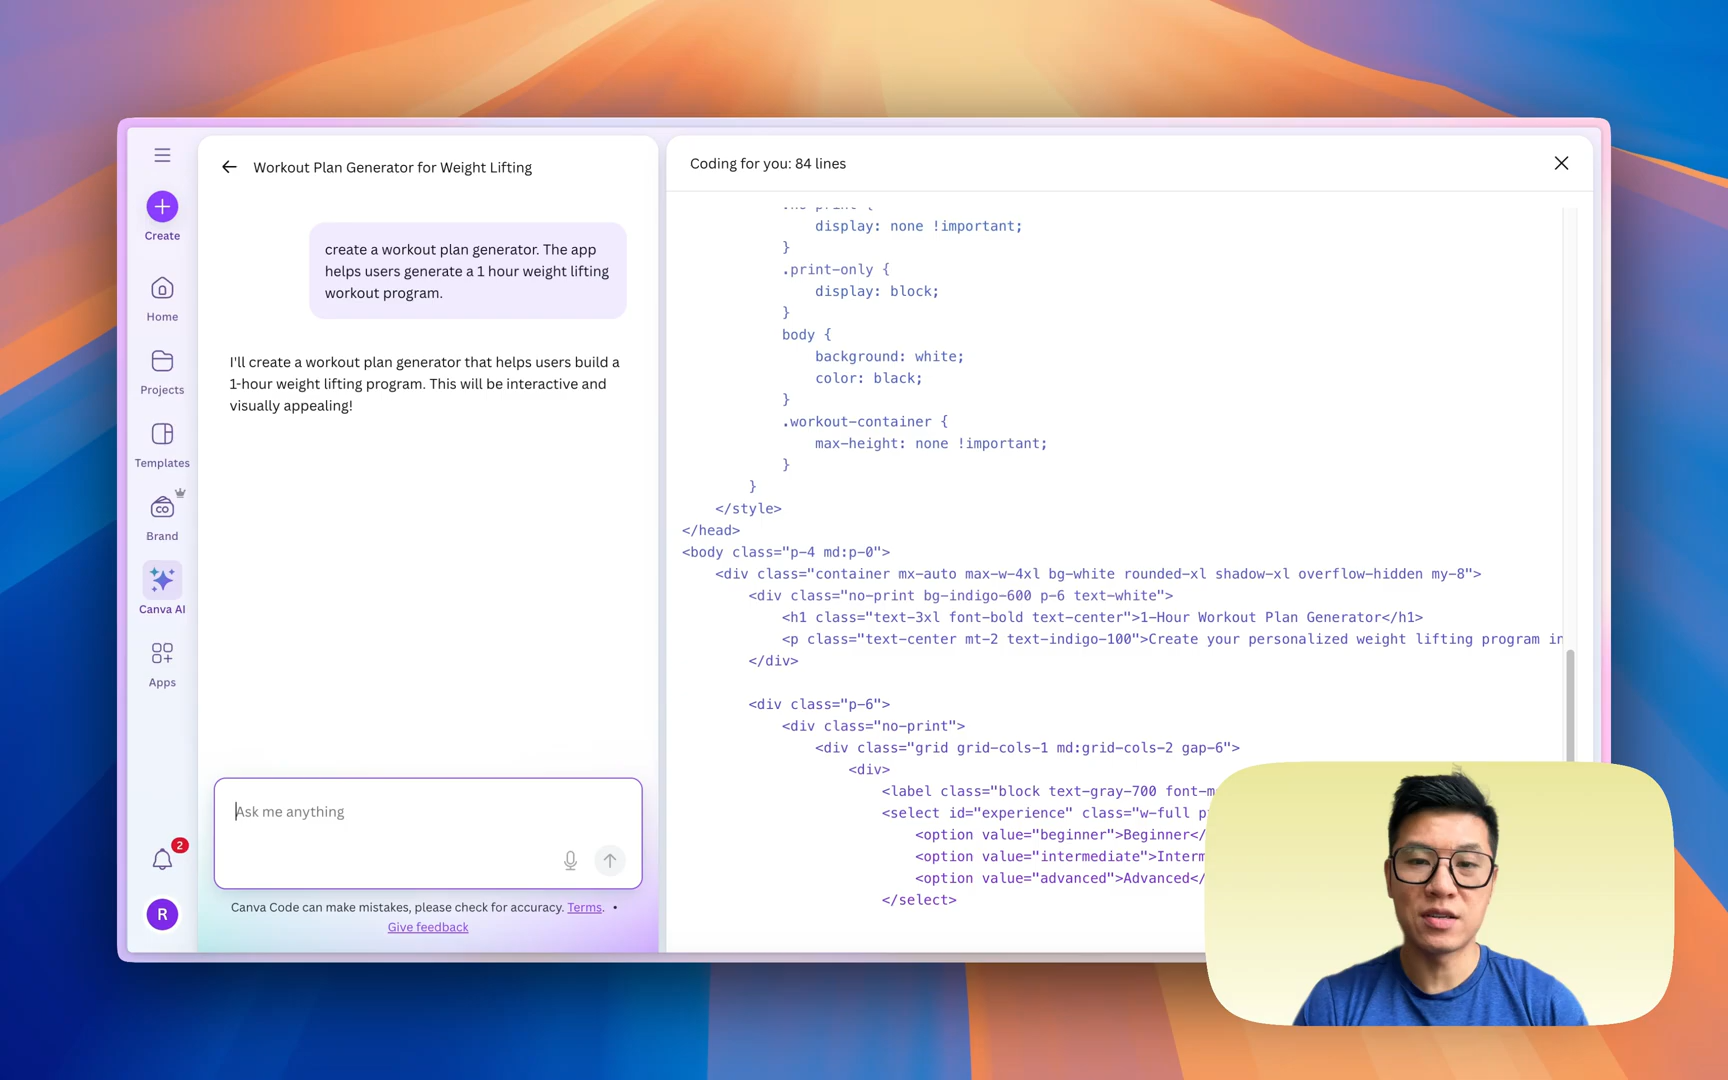 Create
Home
Projects
Templates
CO
Brand
Canva AI
Apps
2
R
Workout Plan Generator for Weight Lifting
create a workout plan generator. The app
helps users generate a 1 hour weight lifting
workout program.
I'll create a workout plan generator that helps users build a
1-hour weight lifting program. This will be interactive and
visually appealing!
Ask me anything
Canva Code can make mistakes, please check for accuracy. Terms. •
Give feedback
Coding for you: 84 lines
.no-print {
display: none !important;
}
.print-only {
display: block;
}
body {
background: white;
color: black;
}
.workout-container {
max-height: none !important;
}
}
</style>
</head>
<body class="p-4 md:p-0">
<div class="container mx-auto max-w-4xl bg-white rounded-xl shadow-xl overflow-hidden my-8">
<div class="no-print bg-indigo-600 p-6 text-white">
<h1 class="text-3xl font-bold text-center">1-Hour Workout Plan Generator</h1>
<p class="text-center mt-2 text-indigo-100">Create your personalized weight lifting program in
</div>
<div class="p-6">
<div class="no-print">
<div class="grid grid-cols-1 md:grid-cols-2 gap-6">
<div>
<label class="block text-gray-700 font-m
<select id="experience" class="w-full p
<option value="beginner">Beginner</
<option value="intermediate">Interm
<option value="advanced">Advanced</
</select>